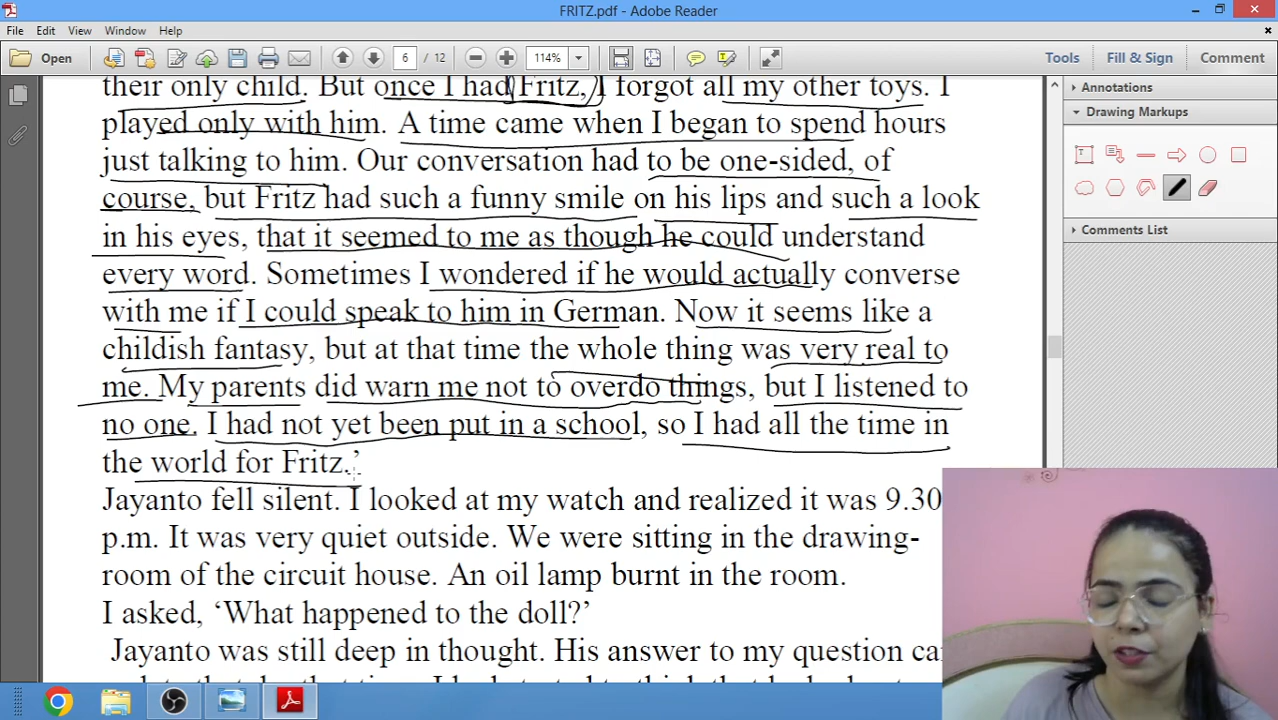 FRITZ.pdf - Adobe Reader
File Edit View Window Help
Open 6 / 12 114% Tools Fill & Sign Comment
Annotations
Drawing Markups
Comments List
their only child. But once I had Fritz, I forgot all my other toys. I
played only with him. A time came when I began to spend hours
just talking to him. Our conversation had to be one-sided, of
course, but Fritz had such a funny smile on his lips and such a look
in his eyes, that it seemed to me as though he could understand
every word. Sometimes I wondered if he would actually converse
with me if I could speak to him in German. Now it seems like a
childish fantasy, but at that time the whole thing was very real to
me. My parents did warn me not to overdo things, but I listened to
no one. I had not yet been put in a school, so I had all the time in
the world for Fritz.’
Jayanto fell silent. I looked at my watch and realized it was 9.30
p.m. It was very quiet outside. We were sitting in the drawing-
room of the circuit house. An oil lamp burnt in the room.
I asked, ‘What happened to the doll?’
Jayanto was still deep in thought. His answer to my question